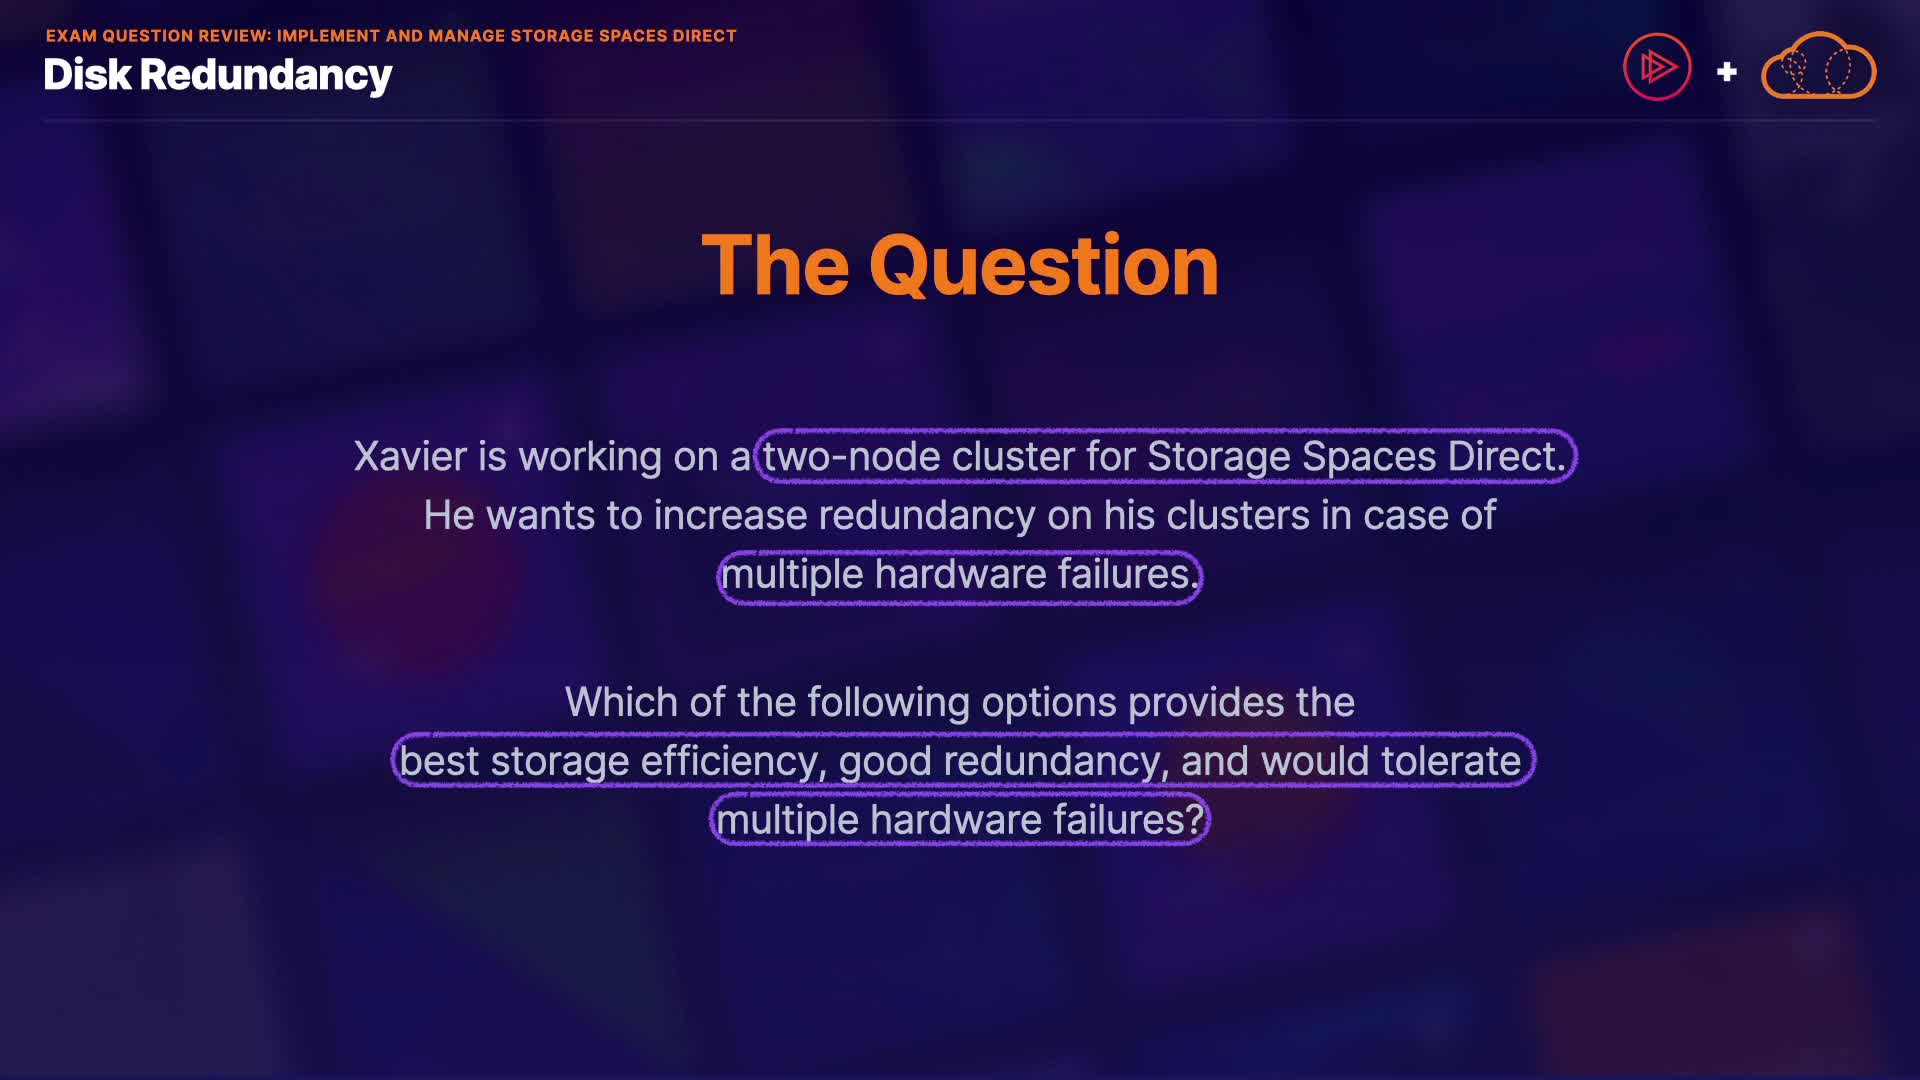 EXAM QUESTION REVIEW: IMPLEMENT AND MANAGE STORAGE SPACES DIRECT
Disk Redundancy
+
The Question
Xavier is working on a two-node cluster for Storage Spaces Direct.
He wants to increase redundancy on his clusters in case of
multiple hardware failures.
Which of the following options provides the
best storage efficiency, good redundancy, and would tolerate
multiple hardware failures?